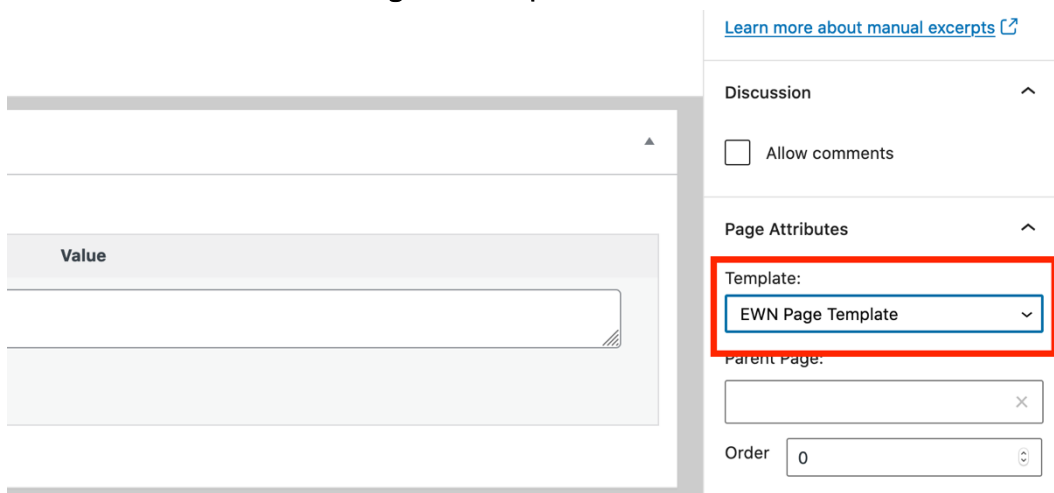 Learn more about manual excerpts
Discussion
Allow comments
Page Attributes
Value
Template:
EWN Page Template
Parent Page:
Order 0